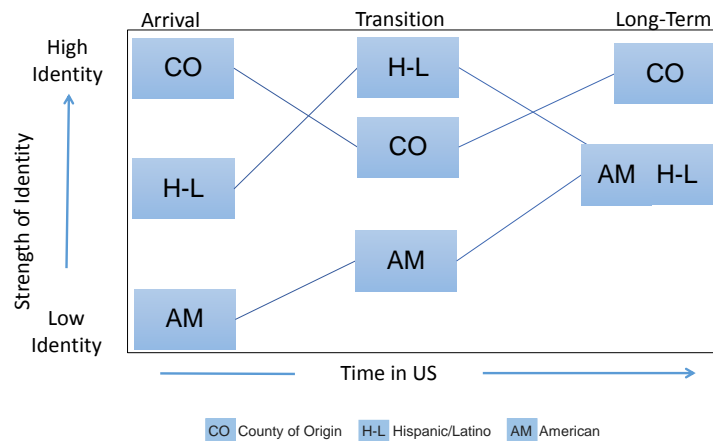 Arrival Transition Long-Term
High
Identity
CO H-L CO
CO
H-L AM H-L
AM
AM
Strength of Identity
Low
Identity
Time in US
CO County of Origin H-L Hispanic/Latino AM American